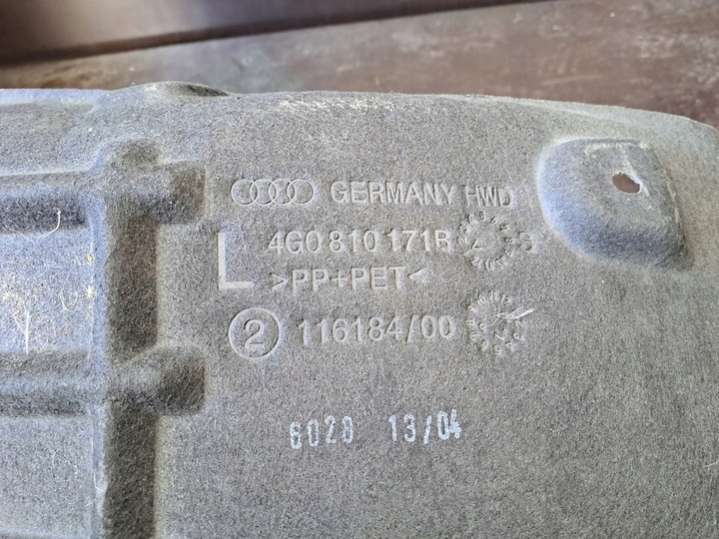 GERMANY HWD
L 4G0 810 171B
>PP+PET<
2 116184/00
6028 13/04